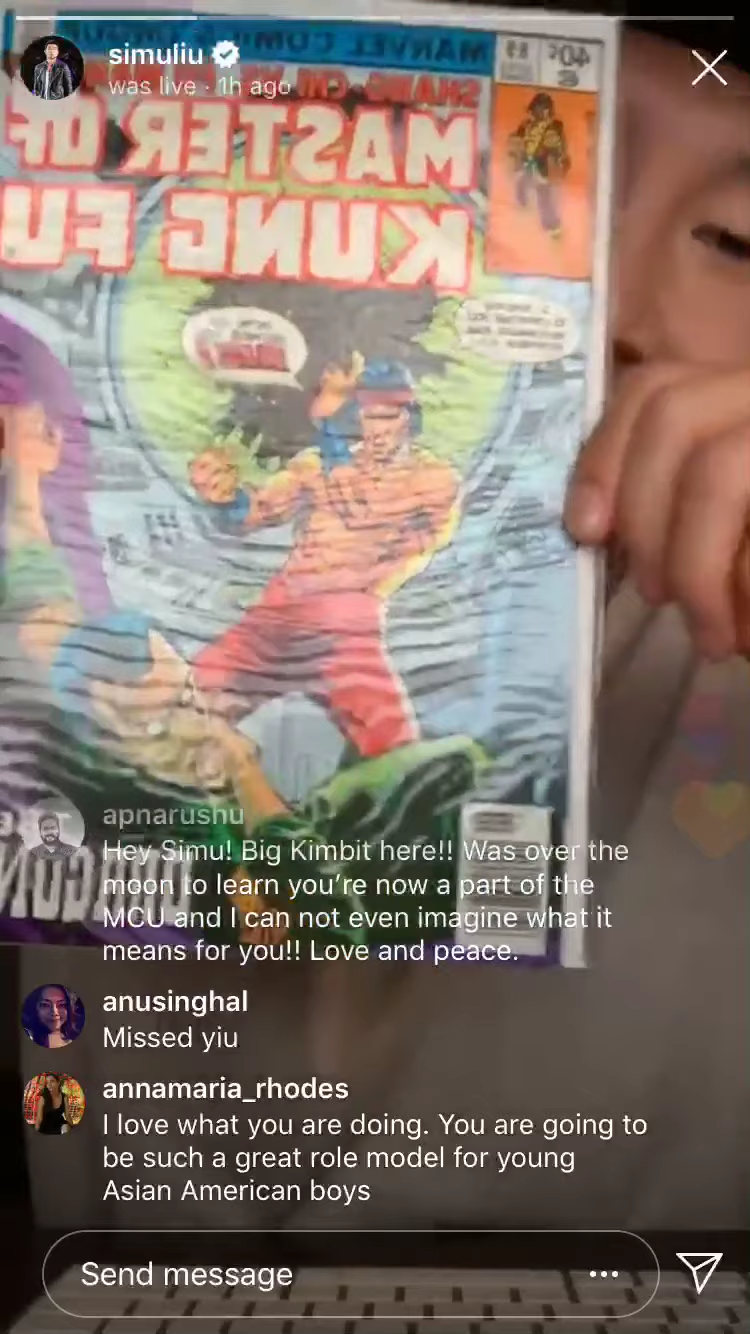 simuliu
was live · 1h ago
MARVEL COMICS GROUP
40¢
89
SHANG-CHI
MASTER OF
KUNG FU
apnarushu
Hey Simu! Big Kimbit here!! Was over the
moon to learn you’re now a part of the
MCU and I can not even imagine what it
means for you!! Love and peace.
anusinghal
Missed yiu
annamaria_rhodes
I love what you are doing. You are going to
be such a great role model for young
Asian American boys
Send message